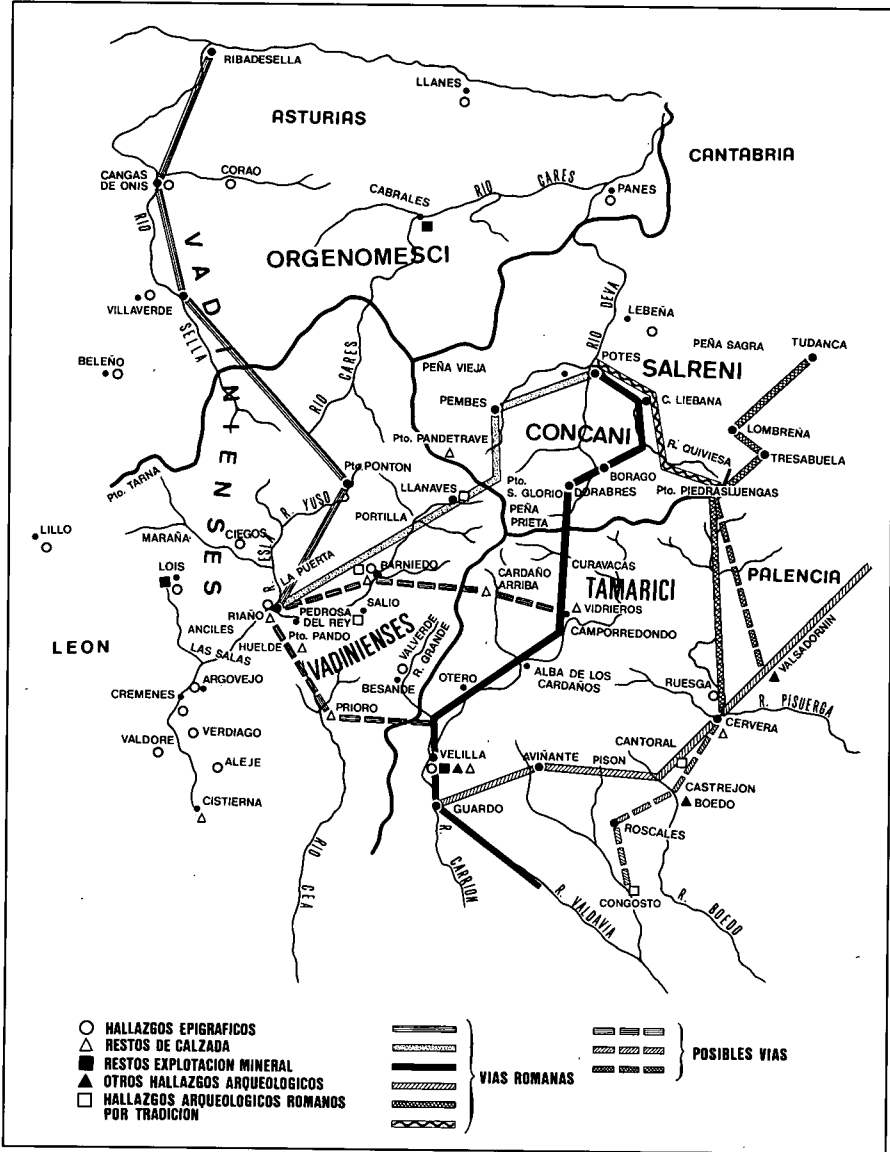 RIBADESELLA
LLANES
ASTURIAS
CANTABRIA
CANGAS
DE ONIS
CORAO
CABRALES
RIO CARES
PANES
RIO
SELLA
VADINIENSES
ORGENOMESCI
VILLAVERDE
BELEÑO
RIO CARES
PEÑA VIEJA
RIO DEVA
LEBEÑA
POTES
PEÑA SAGRA
TUDANCA
SALRENI
PEMBES
C. LIEBANA
LOMBREÑA
CONCANI
R. QUIVIESA
TRESABUELA
Pto. PANDETRAVE
Pto. TARNA
Pto. PONTON
LLANAVES
Pto.
S. GLORIO
BORAGO
DORABRES
Pto. PIEDRASLUENGAS
PEÑA
PRIETA
R. YUSO
PORTILLA
LILLO
MARAÑA
CIEGOS
R. ESLA
LA PUERTA
LOIS
BARNIEDO
CURAVACAS
CARDAÑO
ARRIBA
TAMARICI
PALENCIA
VIDRIEROS
RIAÑO
PEDROSA
DEL REY
SALIO
CAMPORREDONDO
ANCILES
HUELDE
Pto. PANDO
VADINIENSES
VALVERDE
R. GRANDE
LEON
LAS SALAS
ARGOVEJO
BESANDE
OTERO
ALBA DE LOS
CARDAÑOS
RUESGA
VALSADORNIN
R. PISUERGA
CREMENES
PRIORO
CERVERA
VERDIAGO
VALDORE
ALEJE
VELILLA
AVIÑANTE
PISON
CANTORAL
CASTREJON
BOEDO
CISTIERNA
GUARDO
ROSCALES
RIO CEA
R. CARRION
R. VALDAVIA
CONGOSTO
R. BOEDO
HALLAZGOS EPIGRAFICOS
RESTOS DE CALZADA
RESTOS EXPLOTACION MINERAL
OTROS HALLAZGOS ARQUEOLOGICOS
HALLAZGOS ARQUEOLOGICOS ROMANOS
POR TRADICION
VIAS ROMANAS
POSIBLES VIAS